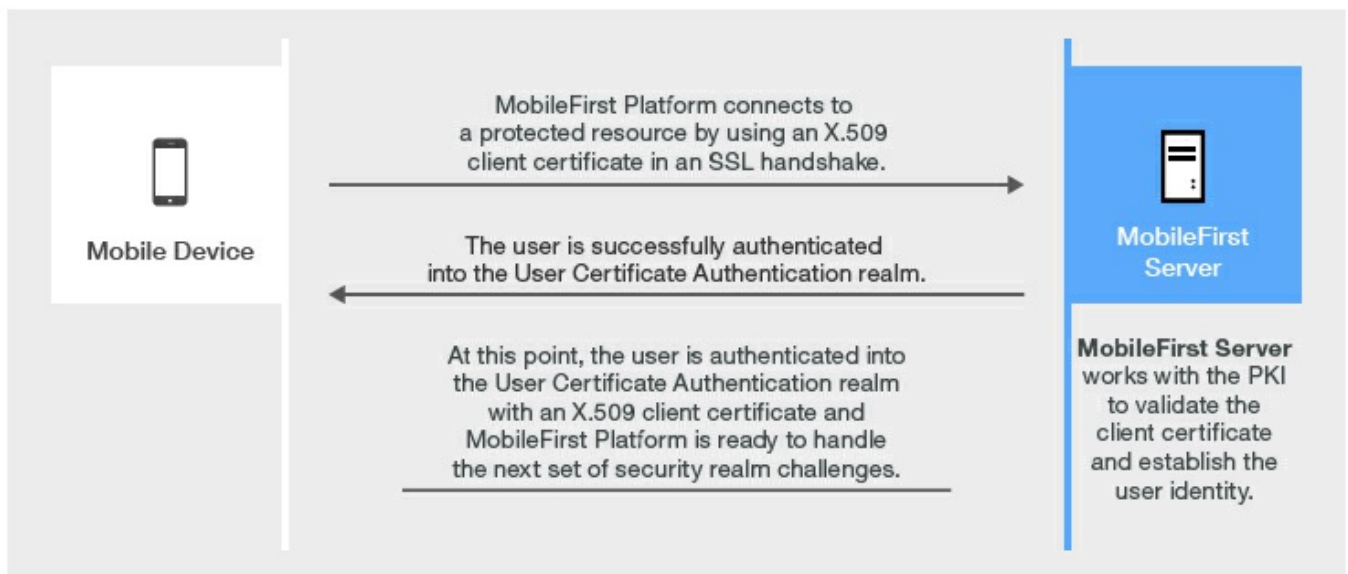 Mobile Device
MobileFirst Platform connects to
a protected resource by using an X.509
client certificate in an SSL handshake.
The user is successfully authenticated
into the User Certificate Authentication realm.
At this point, the user is authenticated into
the User Certificate Authentication realm
with an X.509 client certificate and
MobileFirst Platform is ready to handle
the next set of security realm challenges.
MobileFirst
Server
MobileFirst Server
works with the PKI
to validate the
client certificate
and establish the
user identity.